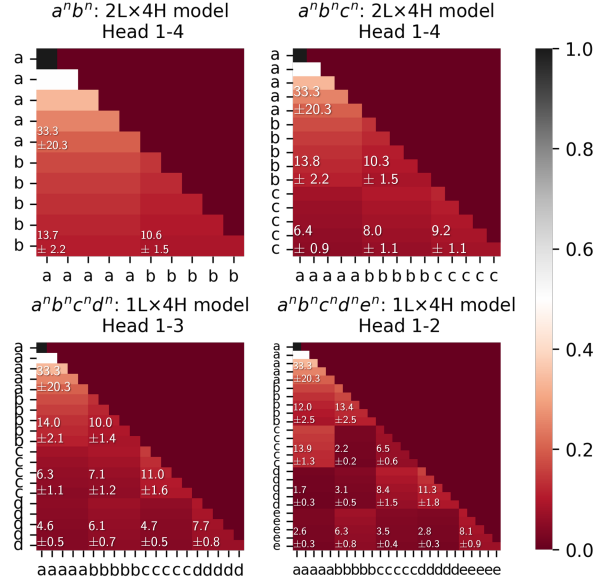 aⁿbⁿ: 2L×4H model
Head 1-4
a
a
a
a
a
b
b
b
b
b
33.3
±20.3
13.7
± 2.2
10.6
± 1.5
a a a a a b b b b b
aⁿbⁿcⁿ: 2L×4H model
Head 1-4
a
a
a
a
a
b
b
b
b
b
c
c
c
c
c
33.3
±20.3
13.8 10.3
± 2.2 ± 1.5
6.4 8.0 9.2
± 0.9 ± 1.1 ± 1.1
a a a a a b b b b b c c c c c
1.0
0.8
0.6
0.4
0.2
0.0
aⁿbⁿcⁿdⁿ: 1L×4H model
Head 1-3
a
a
a
a
a
b
b
b
b
b
c
c
c
c
c
d
d
d
d
d
33.3
±20.3
14.0 10.0
±2.1 ±1.4
6.3 7.1 11.0
±1.1 ±1.2 ±1.6
4.6 6.1 4.7 7.7
±0.5 ±0.7 ±0.5 ±0.8
aaaaabbbbbcccccddddd
aⁿbⁿcⁿdⁿeⁿ: 1L×4H model
Head 1-2
a
a
a
a
a
b
b
b
b
b
c
c
c
c
c
d
d
d
d
d
e
e
e
e
e
33.3
±20.3
12.0 13.4
±2.5 ±2.5
13.9 2.2 6.5
±1.3 ±0.2 ±0.6
1.7 3.1 8.4 11.3
±0.3 ±0.5 ±1.5 ±1.8
2.6 6.3 3.5 2.8 8.1
±0.3 ±0.8 ±0.4 ±0.3 ±0.9
aaaaabbbbbcccccdddddeeeee